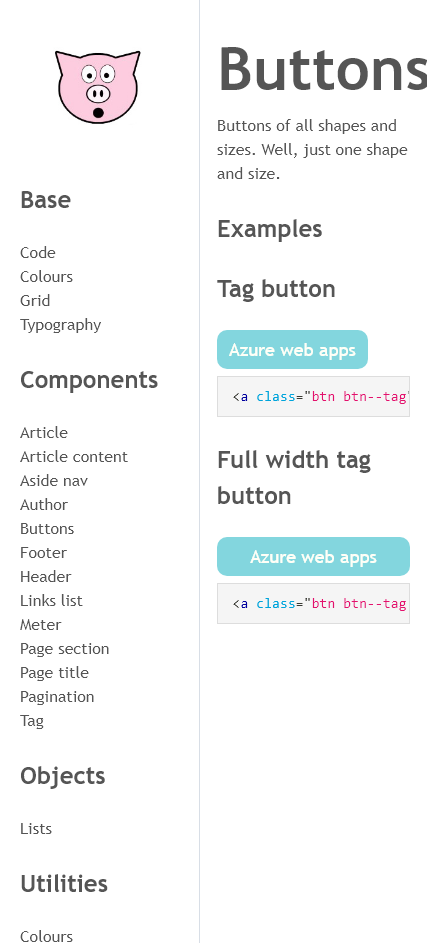 Base
Code
Colours
Grid
Typography
Components
Article
Article content
Aside nav
Author
Buttons
Footer
Header
Links list
Meter
Page section
Page title
Pagination
Tag
Objects
Lists
Utilities
Colours
Buttons
Buttons of all shapes and
sizes. Well, just one shape
and size.
Examples
Tag button
Azure web apps
<a class="btn btn--tag"
Full width tag
button
Azure web apps
<a class="btn btn--tag